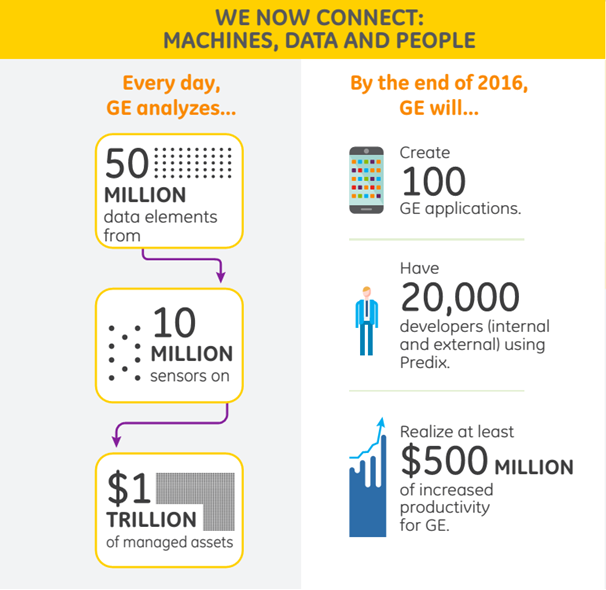 WE NOW CONNECT:
MACHINES, DATA AND PEOPLE
Every day,
GE analyzes...
50
MILLION
data elements
from
10
MILLION
sensors on
$1
TRILLION
of managed assets
By the end of 2016,
GE will...
Create
100
GE applications.
Have
20,000
developers (internal
and external) using
Predix.
Realize at least
$500 MILLION
of increased
productivity
for GE.